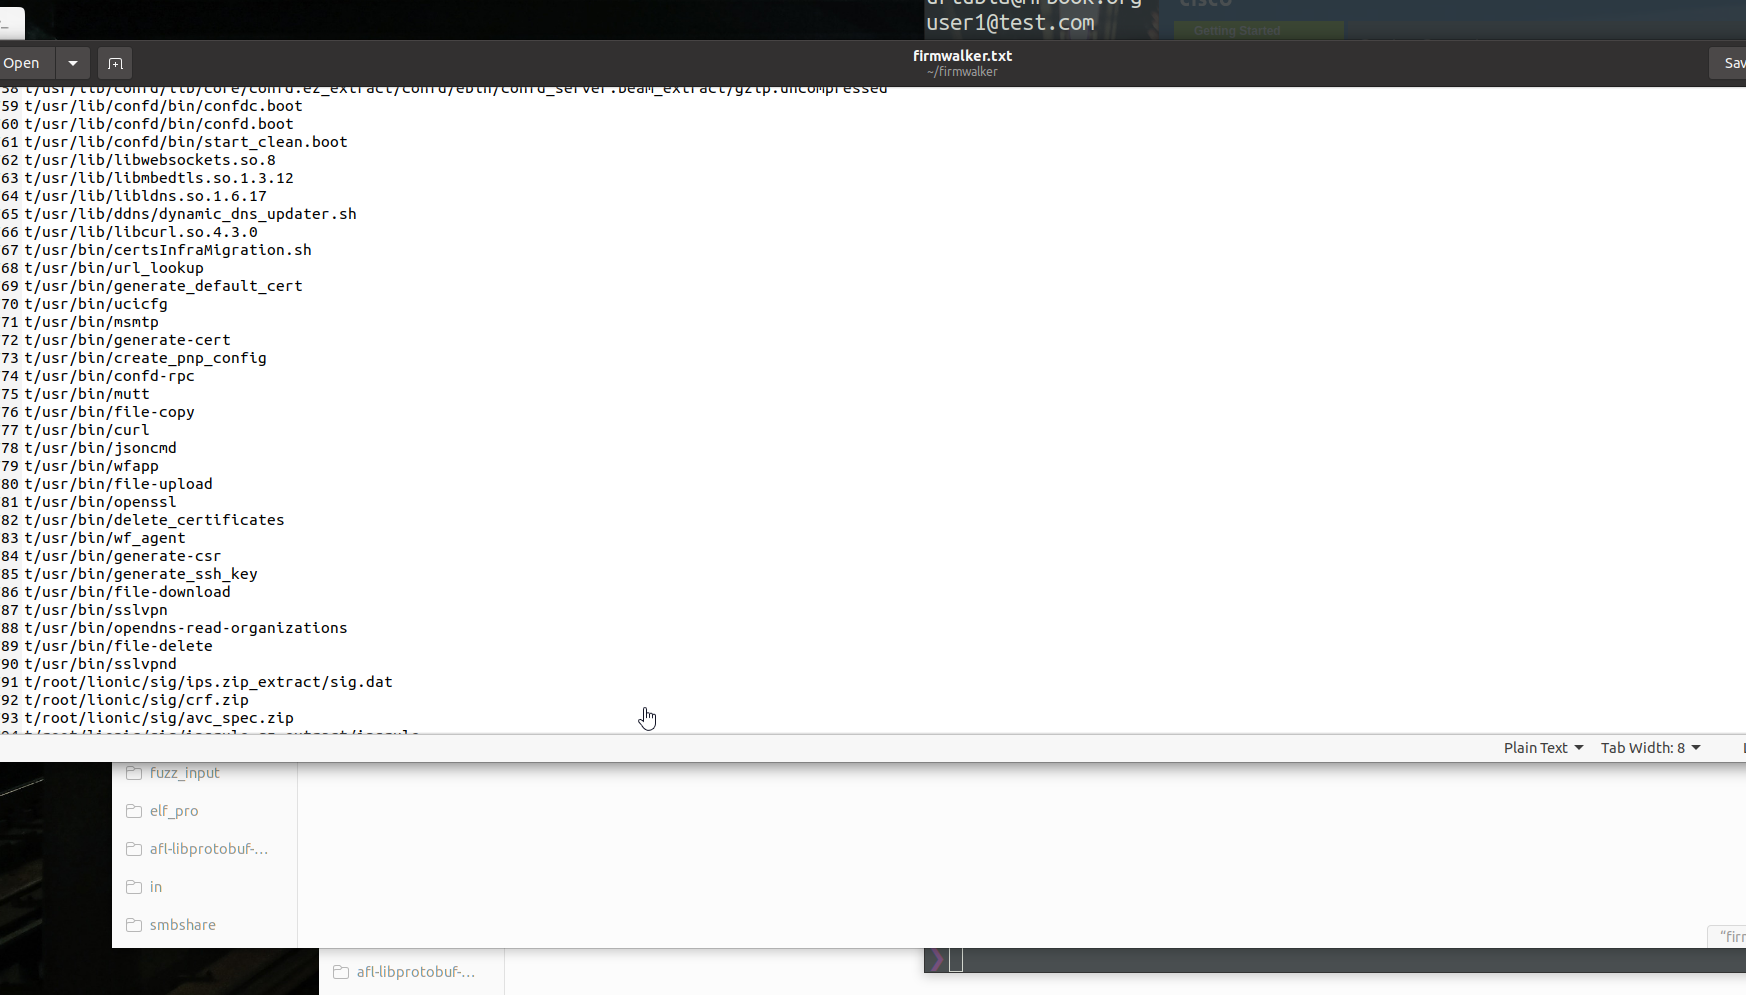 user1@test.com
cisco
Getting Started
Open
firmwalker.txt
~/firmwalker
Sav
58 t/usr/lib/confd/lib/core/confd.ez_extract/confd/ebin/confd_server.beam_extract/gzip.uncompressed
59 t/usr/lib/confd/bin/confdc.boot
60 t/usr/lib/confd/bin/confd.boot
61 t/usr/lib/confd/bin/start_clean.boot
62 t/usr/lib/libwebsockets.so.8
63 t/usr/lib/libmbedtls.so.1.3.12
64 t/usr/lib/libldns.so.1.6.17
65 t/usr/lib/ddns/dynamic_dns_updater.sh
66 t/usr/lib/libcurl.so.4.3.0
67 t/usr/bin/certsInfraMigration.sh
68 t/usr/bin/url_lookup
69 t/usr/bin/generate_default_cert
70 t/usr/bin/ucicfg
71 t/usr/bin/msmtp
72 t/usr/bin/generate-cert
73 t/usr/bin/create_pnp_config
74 t/usr/bin/confd-rpc
75 t/usr/bin/mutt
76 t/usr/bin/file-copy
77 t/usr/bin/curl
78 t/usr/bin/jsoncmd
79 t/usr/bin/wfapp
80 t/usr/bin/file-upload
81 t/usr/bin/openssl
82 t/usr/bin/delete_certificates
83 t/usr/bin/wf_agent
84 t/usr/bin/generate-csr
85 t/usr/bin/generate_ssh_key
86 t/usr/bin/file-download
87 t/usr/bin/sslvpn
88 t/usr/bin/opendns-read-organizations
89 t/usr/bin/file-delete
90 t/usr/bin/sslvpnd
91 t/root/lionic/sig/ips.zip_extract/sig.dat
92 t/root/lionic/sig/crf.zip
93 t/root/lionic/sig/avc_spec.zip
Plain Text
Tab Width: 8
fuzz_input
elf_pro
afl-libprotobuf-…
in
smbshare
"firm
afl-libprotobuf-…